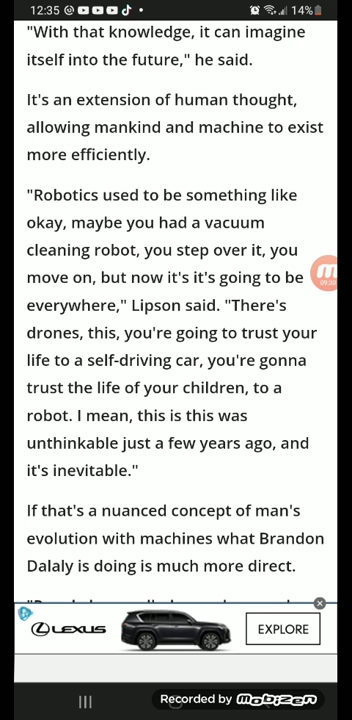 12:35 14%
"With that knowledge, it can imagine
itself into the future," he said.
It's an extension of human thought,
allowing mankind and machine to exist
more efficiently.
"Robotics used to be something like
okay, maybe you had a vacuum
cleaning robot, you step over it, you
move on, but now it's it's going to be
everywhere," Lipson said. "There's
drones, this, you're going to trust your
life to a self-driving car, you're gonna
trust the life of your children, to a
robot. I mean, this is this was
unthinkable just a few years ago, and
it's inevitable."
If that's a nuanced concept of man's
evolution with machines what Brandon
Dalaly is doing is much more direct.
LEXUS
EXPLORE
Recorded by mobizen